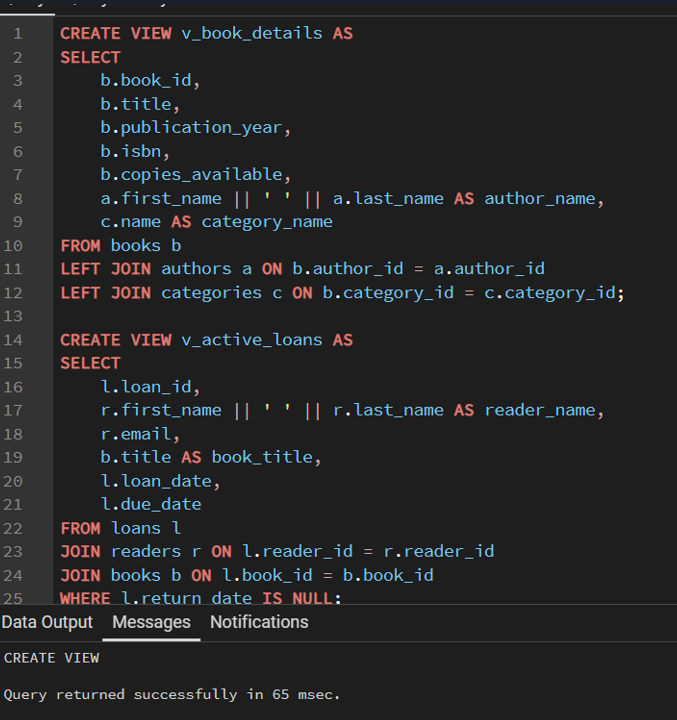 1 CREATE VIEW v_book_details AS
2 SELECT
3 b.book_id,
4 b.title,
5 b.publication_year,
6 b.isbn,
7 b.copies_available,
8 a.first_name || ' ' || a.last_name AS author_name,
9 c.name AS category_name
10 FROM books b
11 LEFT JOIN authors a ON b.author_id = a.author_id
12 LEFT JOIN categories c ON b.category_id = c.category_id;
13
14 CREATE VIEW v_active_loans AS
15 SELECT
16 l.loan_id,
17 r.first_name || ' ' || r.last_name AS reader_name,
18 r.email,
19 b.title AS book_title,
20 l.loan_date,
21 l.due_date
22 FROM loans l
23 JOIN readers r ON l.reader_id = r.reader_id
24 JOIN books b ON l.book_id = b.book_id
25 WHERE l.return_date IS NULL;
Data Output Messages Notifications
CREATE VIEW
Query returned successfully in 65 msec.